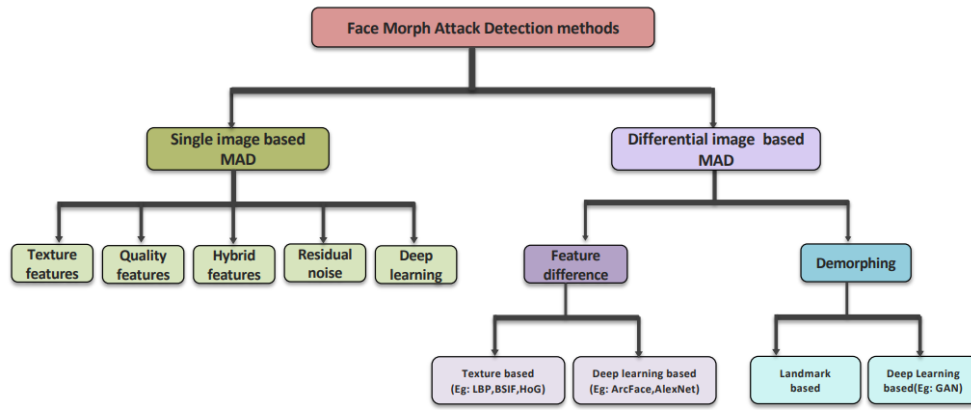 Face Morph Attack Detection methods
Single image based
MAD
Differential image based
MAD
Texture
features
Quality
features
Hybrid
features
Residual
noise
Deep
learning
Feature
difference
Demorphing
Texture based
(Eg: LBP,BSIF,HoG)
Deep learning based
(Eg: ArcFace,AlexNet)
Landmark
based
Deep Learning
based(Eg: GAN)